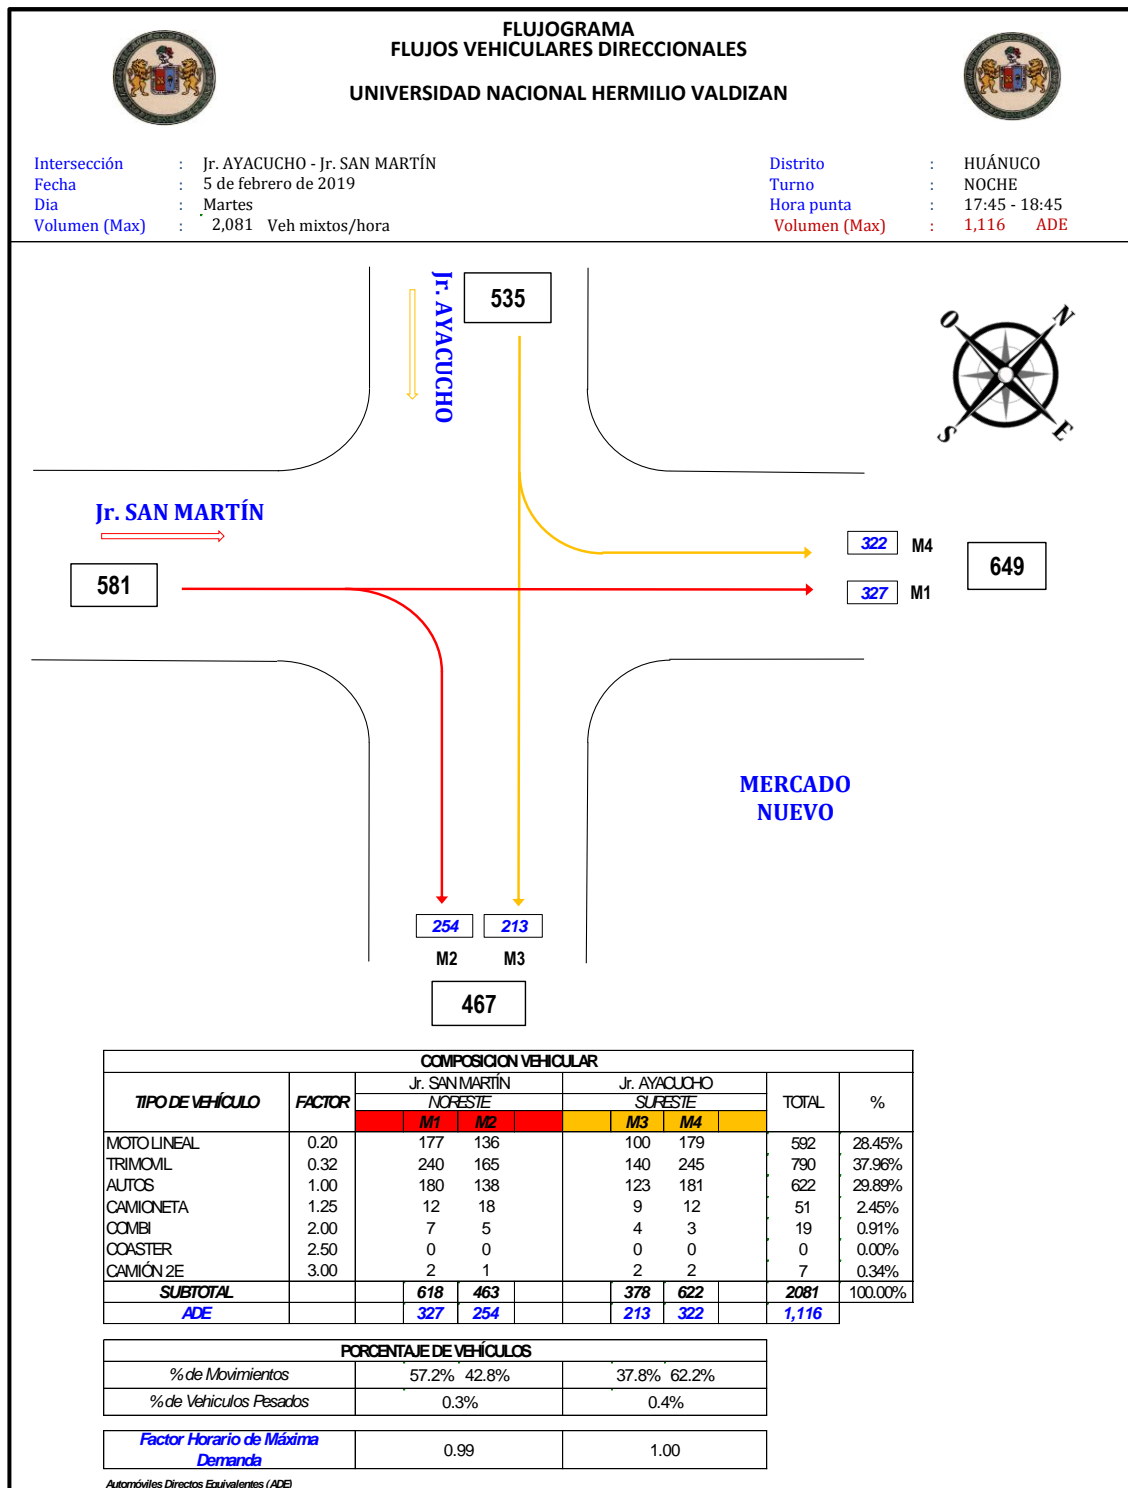 FLUJOGRAMA
FLUJOS VEHICULARES DIRECCIONALES
UNIVERSIDAD NACIONAL HERMILIO VALDIZAN
Intersección : Jr. AYACUCHO - Jr. SAN MARTÍN
Fecha : 5 de febrero de 2019
Dia : Martes
Volumen (Max) : 2,081 Veh mixtos/hora
Distrito : HUÁNUCO
Turno : NOCHE
Hora punta : 17:45 - 18:45
Volumen (Max) : 1,116 ADE
Jr. AYACUCHO
535
O N
S E
Jr. SAN MARTÍN
581
322 M4
649
327 M1
MERCADO
NUEVO
254 213
M2 M3
467
COMPOSICION VEHICULAR
TIPO DE VEHÍCULO FACTOR Jr. SAN MARTÍN Jr. AYACUCHO TOTAL %
NORESTE SURESTE
M1 M2 M3 M4
MOTO LINEAL 0.20 177 136 100 179 592 28.45%
TRIMOVIL 0.32 240 165 140 245 790 37.96%
AUTOS 1.00 180 138 123 181 622 29.89%
CAMIONETA 1.25 12 18 9 12 51 2.45%
COMBI 2.00 7 5 4 3 19 0.91%
COASTER 2.50 0 0 0 0 0 0.00%
CAMIÓN 2E 3.00 2 1 2 2 7 0.34%
SUBTOTAL 618 463 378 622 2081 100.00%
ADE 327 254 213 322 1,116
PORCENTAJE DE VEHÍCULOS
% de Movimientos 57.2% 42.8% 37.8% 62.2%
% de Vehiculos Pesados 0.3% 0.4%
Factor Horario de Máxima
Demanda 0.99 1.00
Automóviles Directos Equivalentes (ADE)